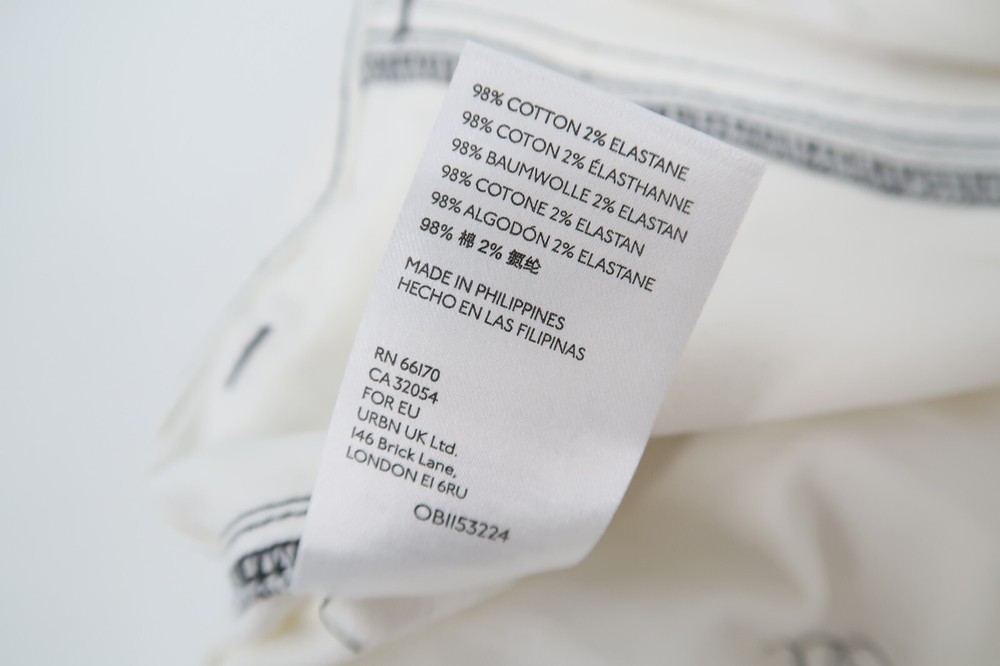 98% COTTON 2% ELASTANE
98% COTON 2% ÉLASTHANNE
98% BAUMWOLLE 2% ELASTAN
98% COTONE 2% ELASTAN
98% ALGODÓN 2% ELASTANE
98% 棉 2% 氨纶
MADE IN PHILIPPINES
HECHO EN LAS FILIPINAS
RN 66170
CA 32054
FOR EU
URBN UK Ltd.
146 Brick Lane,
LONDON E1 6RU
OB1153224